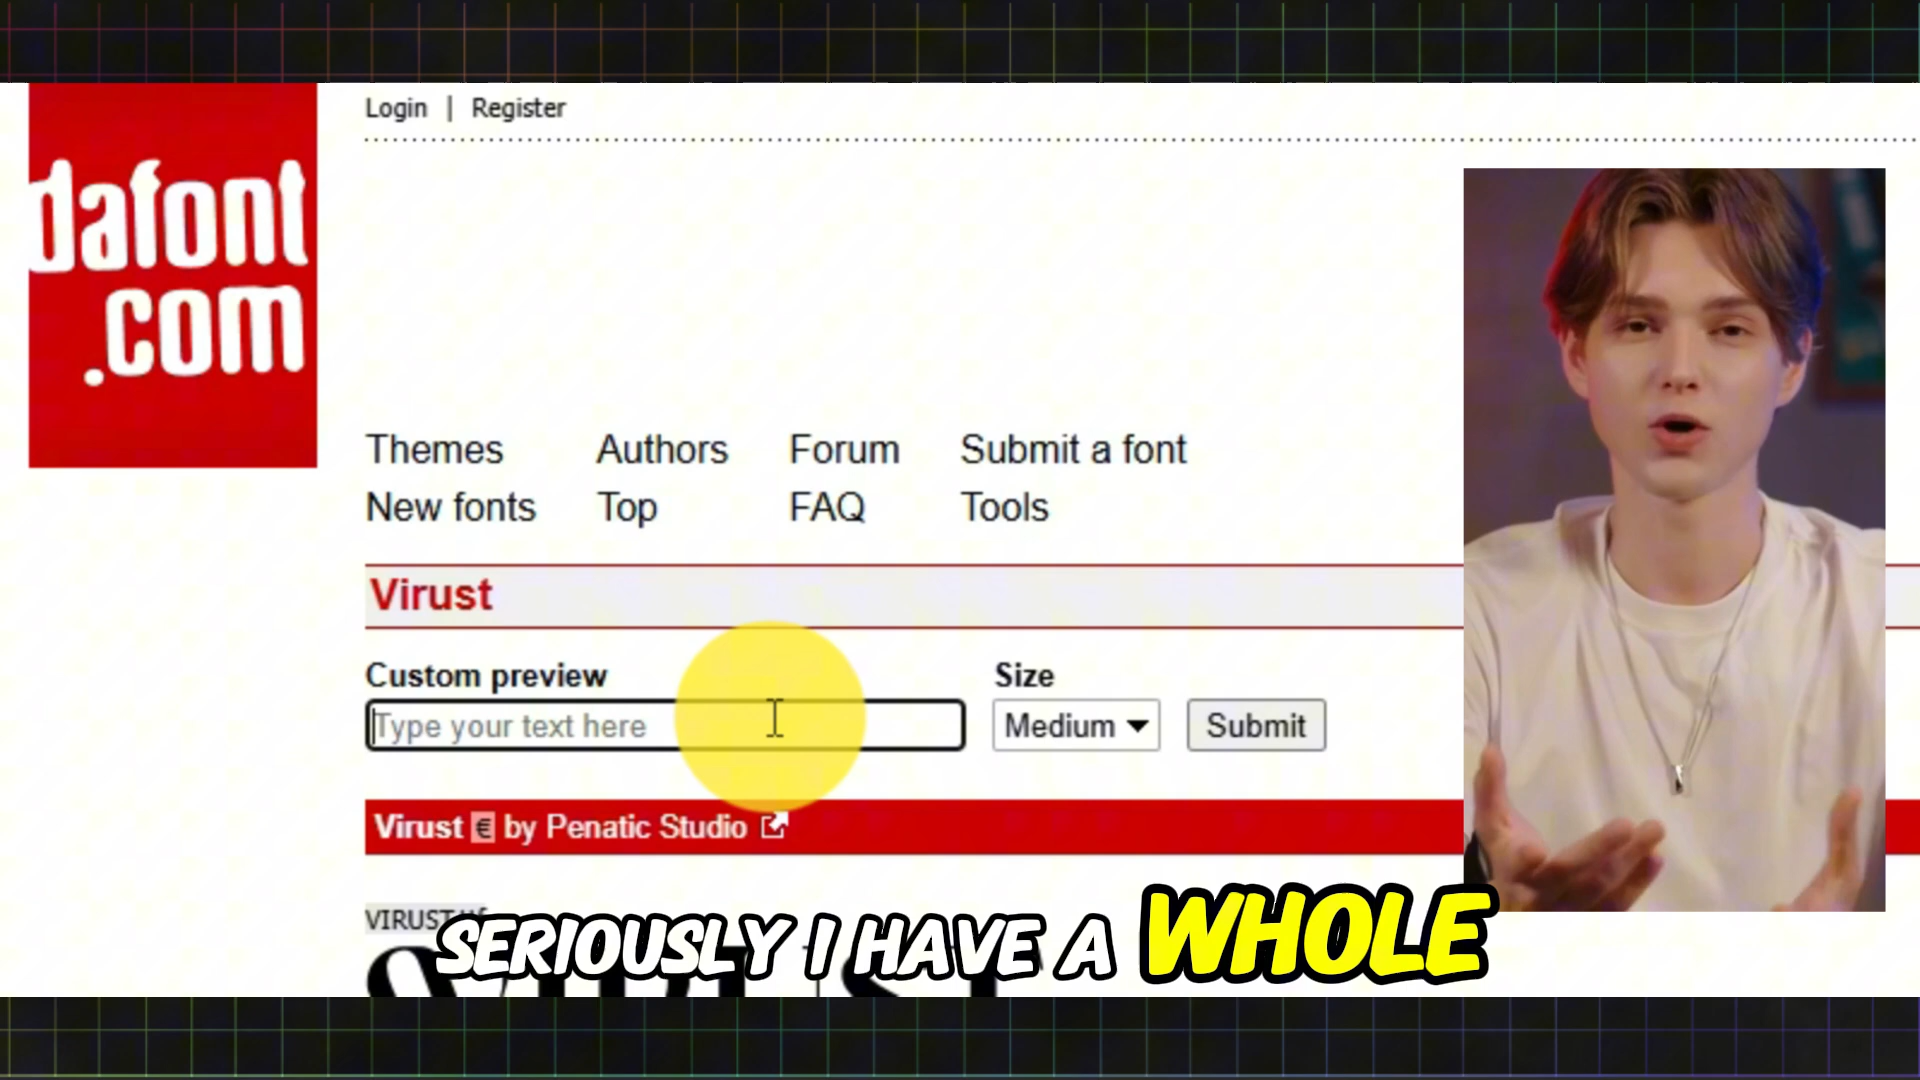 dafont
.com
Login | Register
Themes Authors Forum Submit a font
New fonts Top FAQ Tools
Virust
Custom preview Size
Type your text here Medium Submit
Virust € by Penatic Studio
SERIOUSLY I HAVE A WHOLE